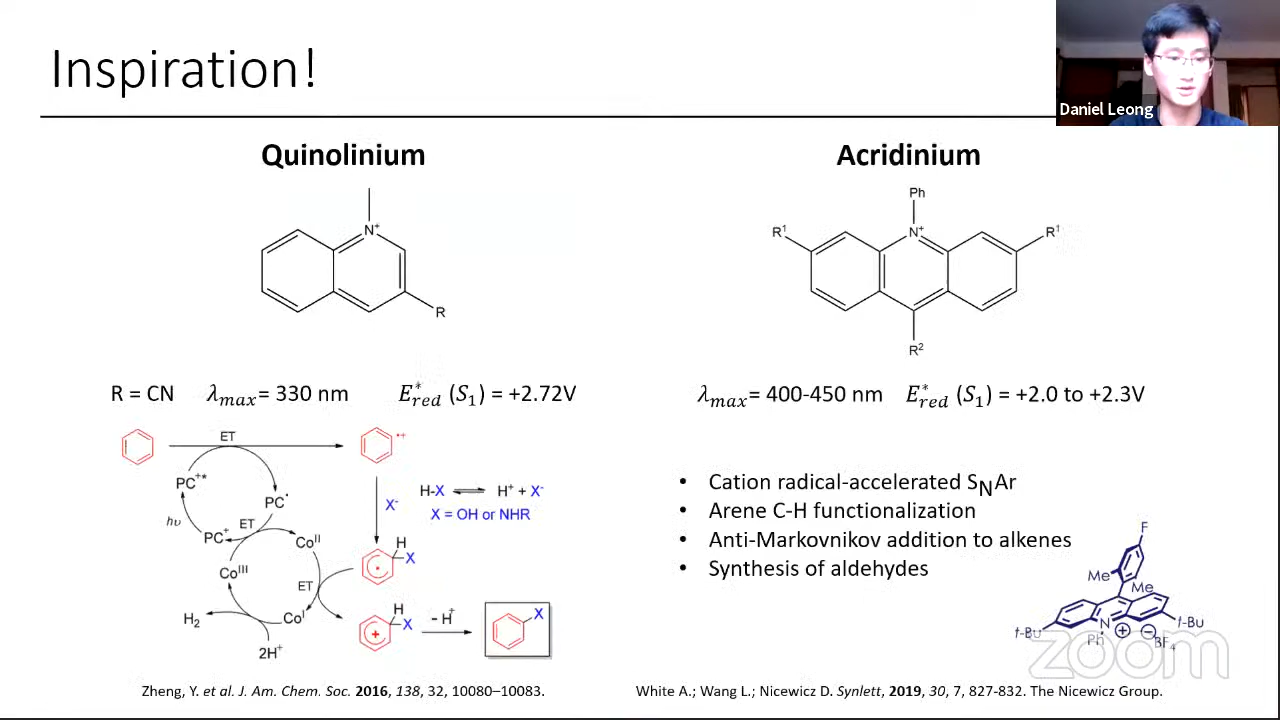 Inspiration!
Daniel Leong
Quinolinium
N⁺
R
R = CN λmax= 330 nm E*red (S₁) = +2.72V
ET
•+
PC⁺*
PC•
hυ
ET
PC⁺
Co^II
Co^III
ET
Co^I
H₂
2H⁺
X⁻
H-X ⇌ H⁺ + X⁻
X = OH or NHR
H
X
H
X
- H⁺
X
Zheng, Y. et al. J. Am. Chem. Soc. 2016, 138, 32, 10080–10083.
Acridinium
Ph
R¹
N⁺
R¹
R²
λmax= 400-450 nm E*red (S₁) = +2.0 to +2.3V
• Cation radical-accelerated SNAr
• Arene C-H functionalization
• Anti-Markovnikov addition to alkenes
• Synthesis of aldehydes
F
Me
Me
t-Bu
N
t-Bu
Ph
BF₄
zoom
White A.; Wang L.; Nicewicz D. Synlett, 2019, 30, 7, 827-832. The Nicewicz Group.